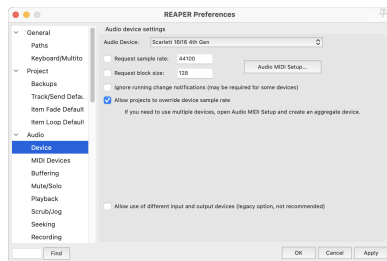 REAPER Preferences
General
Paths
Keyboard/Multito
Project
Backups
Track/Send Defau
Item Fade Default
Item Loop Default
Audio
Device
MIDI Devices
Buffering
Mute/Solo
Playback
Scrub/Jog
Seeking
Recording
Find
Audio device settings
Audio Device: Scarlett 16i16 4th Gen
Request sample rate: 44100
Request block size: 128
Audio MIDI Setup...
Ignore running change notifications (may be required for some devices)
Allow projects to override device sample rate
If you need to use multiple devices, open Audio MIDI Setup and create an aggregate device.
Allow use of different input and output devices (legacy option, not recommended)
OK Cancel Apply